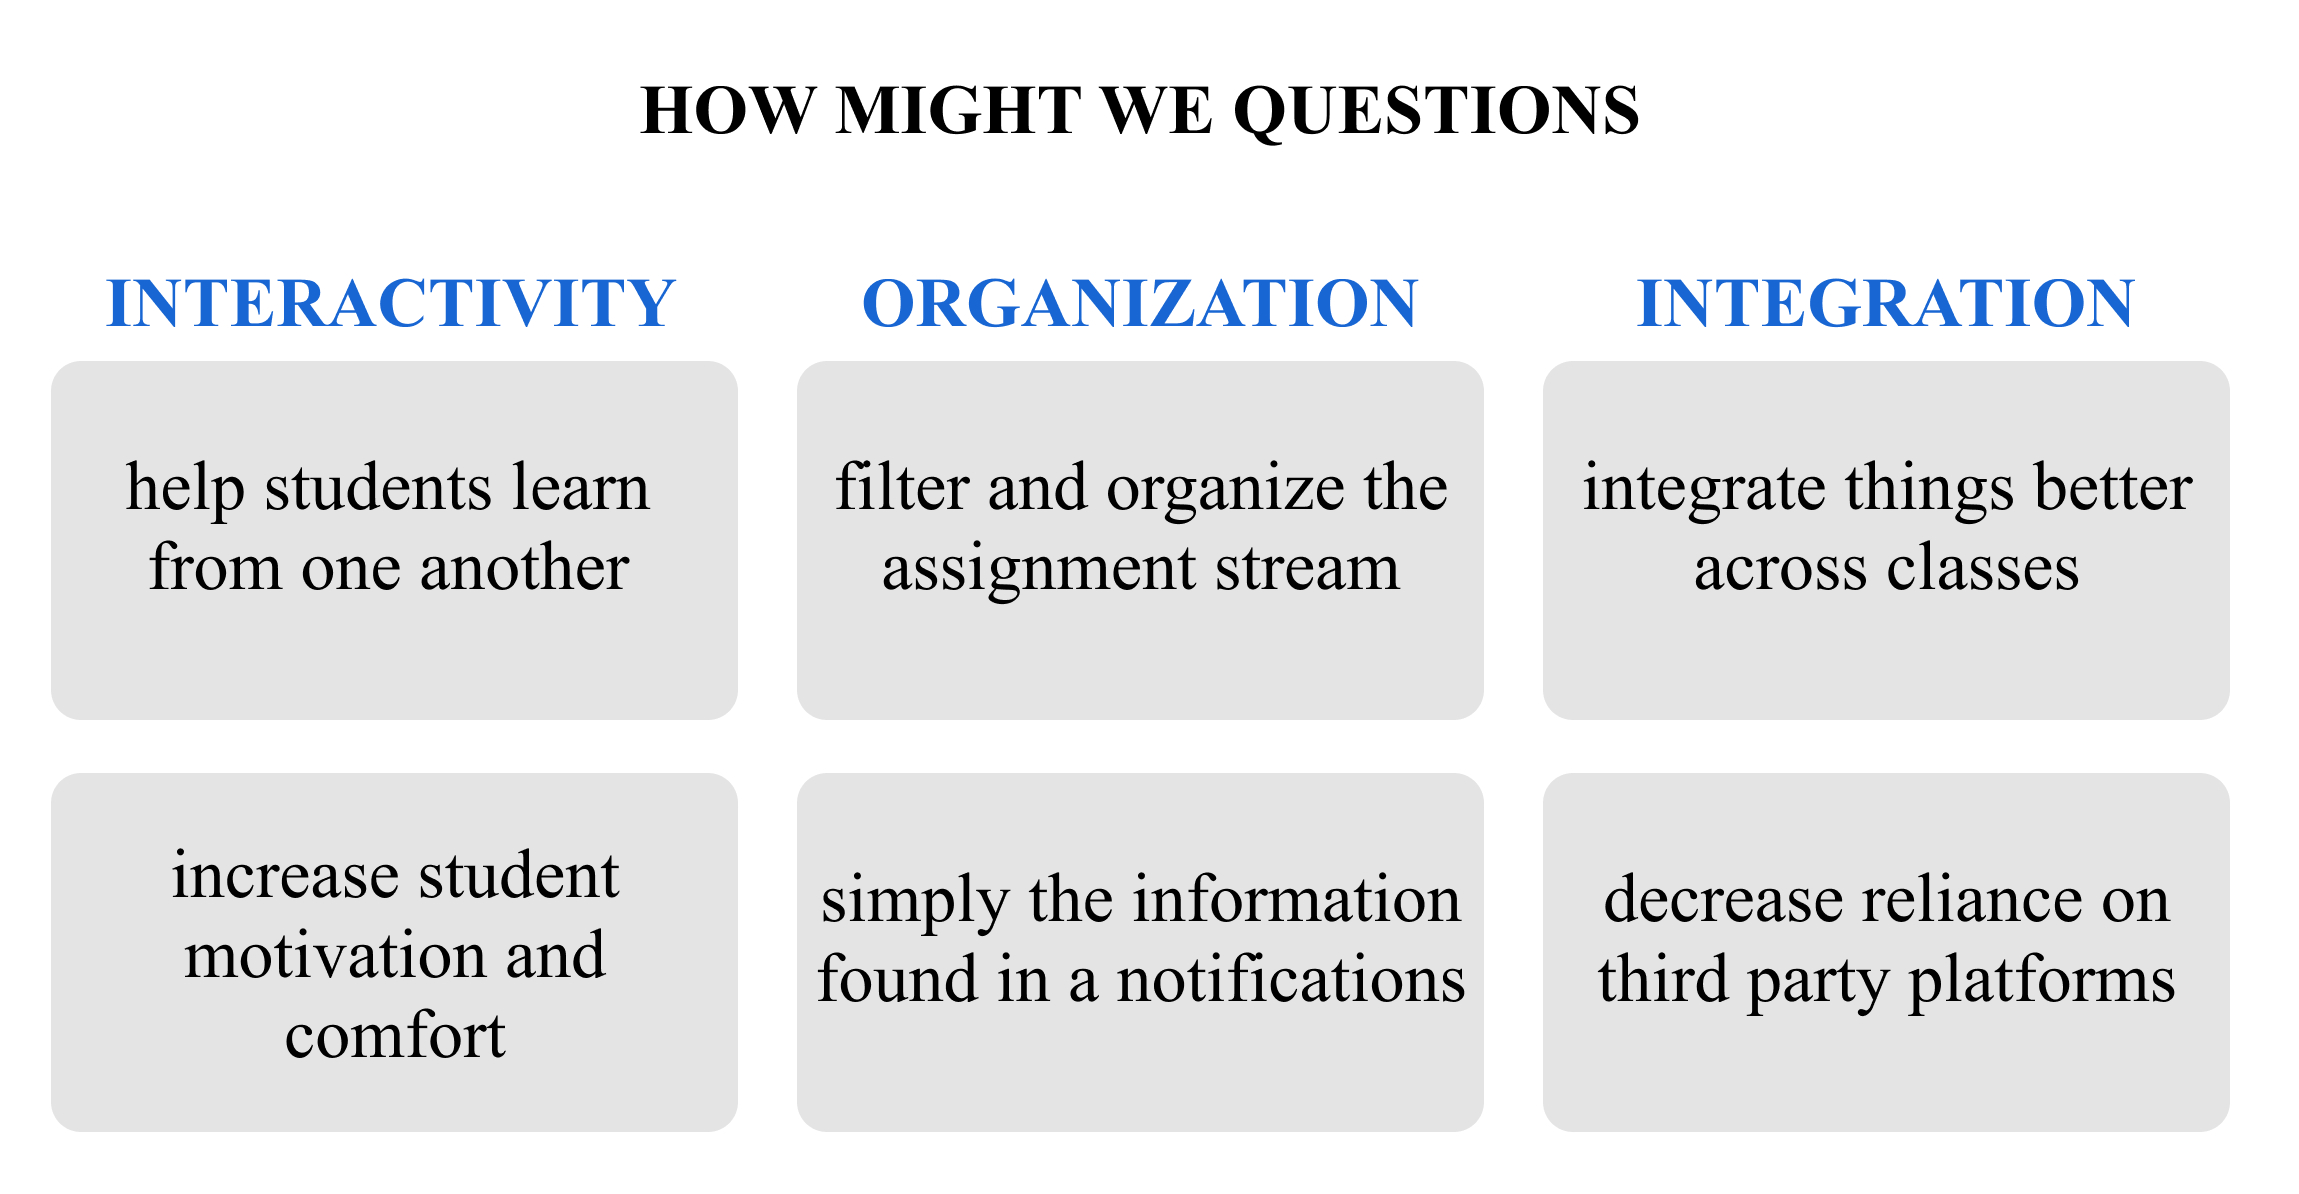 HOW MIGHT WE QUESTIONS
INTERACTIVITY
help students learn
from one another
increase student
motivation and
comfort
ORGANIZATION
filter and organize the
assignment stream
simply the information
found in a notifications
INTEGRATION
integrate things better
across classes
decrease reliance on
third party platforms